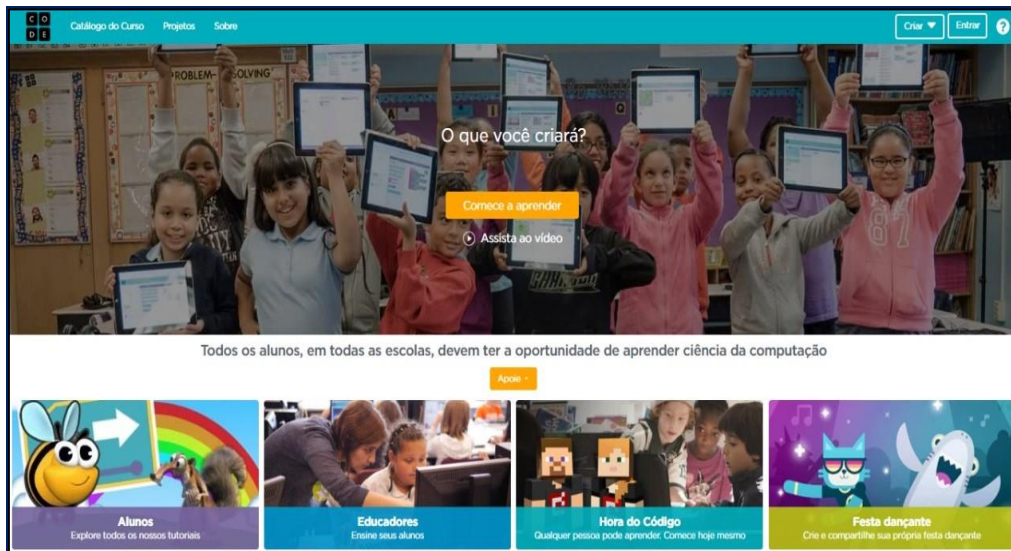 C O
D E
Catálogo do Curso Projetos Sobre
Criar Entrar ?
PROBLEM-SOLVING
O que você criará?
Comece a aprender
Assista ao vídeo
Todos os alunos, em todas as escolas, devem ter a oportunidade de aprender ciência da computação
Apoie
Alunos
Explore todos os nossos tutoriais
Educadores
Ensine seus alunos
Hora do Código
Qualquer pessoa pode aprender. Comece hoje mesmo
Festa dançante
Crie e compartilhe sua própria festa dançante